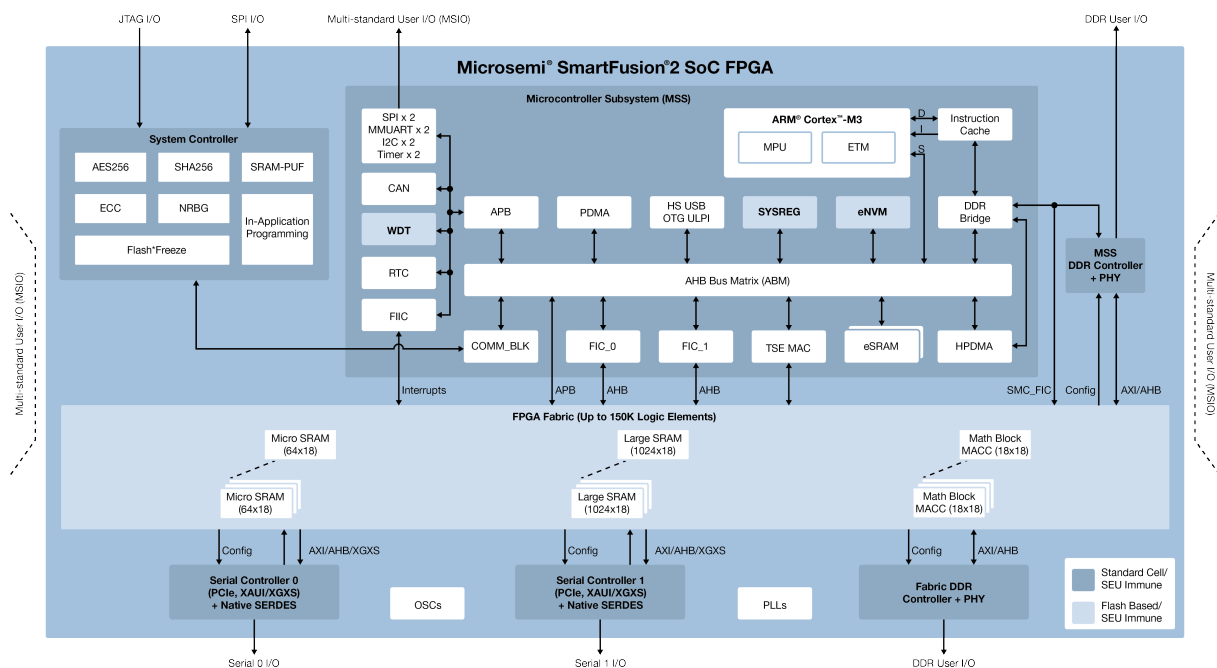 JTAG I/O
SPI I/O
Multi-standard User I/O (MSIO)
DDR User I/O
Microsemi® SmartFusion®2 SoC FPGA
Microcontroller Subsystem (MSS)
System Controller
AES256
SHA256
SRAM-PUF
ECC
NRBG
In-Application
Programming
Flash*Freeze
SPI x 2
MMUART x 2
I2C x 2
Timer x 2
CAN
WDT
RTC
FIIC
ARM® Cortex™-M3
MPU
ETM
D
I
S
Instruction
Cache
APB
PDMA
HS USB
OTG ULPI
SYSREG
eNVM
DDR
Bridge
MSS
DDR Controller
+ PHY
AHB Bus Matrix (ABM)
COMM_BLK
FIC_0
FIC_1
TSE MAC
eSRAM
HPDMA
Interrupts
APB
AHB
AHB
SMC_FIC
Config
AXI/AHB
Multi-standard User I/O (MSIO)
Multi-standard User I/O (MSIO)
FPGA Fabric (Up to 150K Logic Elements)
Micro SRAM
(64x18)
Large SRAM
(1024x18)
Math Block
MACC (18x18)
Micro SRAM
(64x18)
Large SRAM
(1024x18)
Math Block
MACC (18x18)
Config
AXI/AHB/XGXS
Config
AXI/AHB/XGXS
Config
AXI/AHB
Serial Controller 0
(PCIe, XAUI/XGXS)
+ Native SERDES
OSCs
Serial Controller 1
(PCIe, XAUI/XGXS)
+ Native SERDES
PLLs
Fabric DDR
Controller + PHY
Standard Cell/
SEU Immune
Flash Based/
SEU Immune
Serial 0 I/O
Serial 1 I/O
DDR User I/O